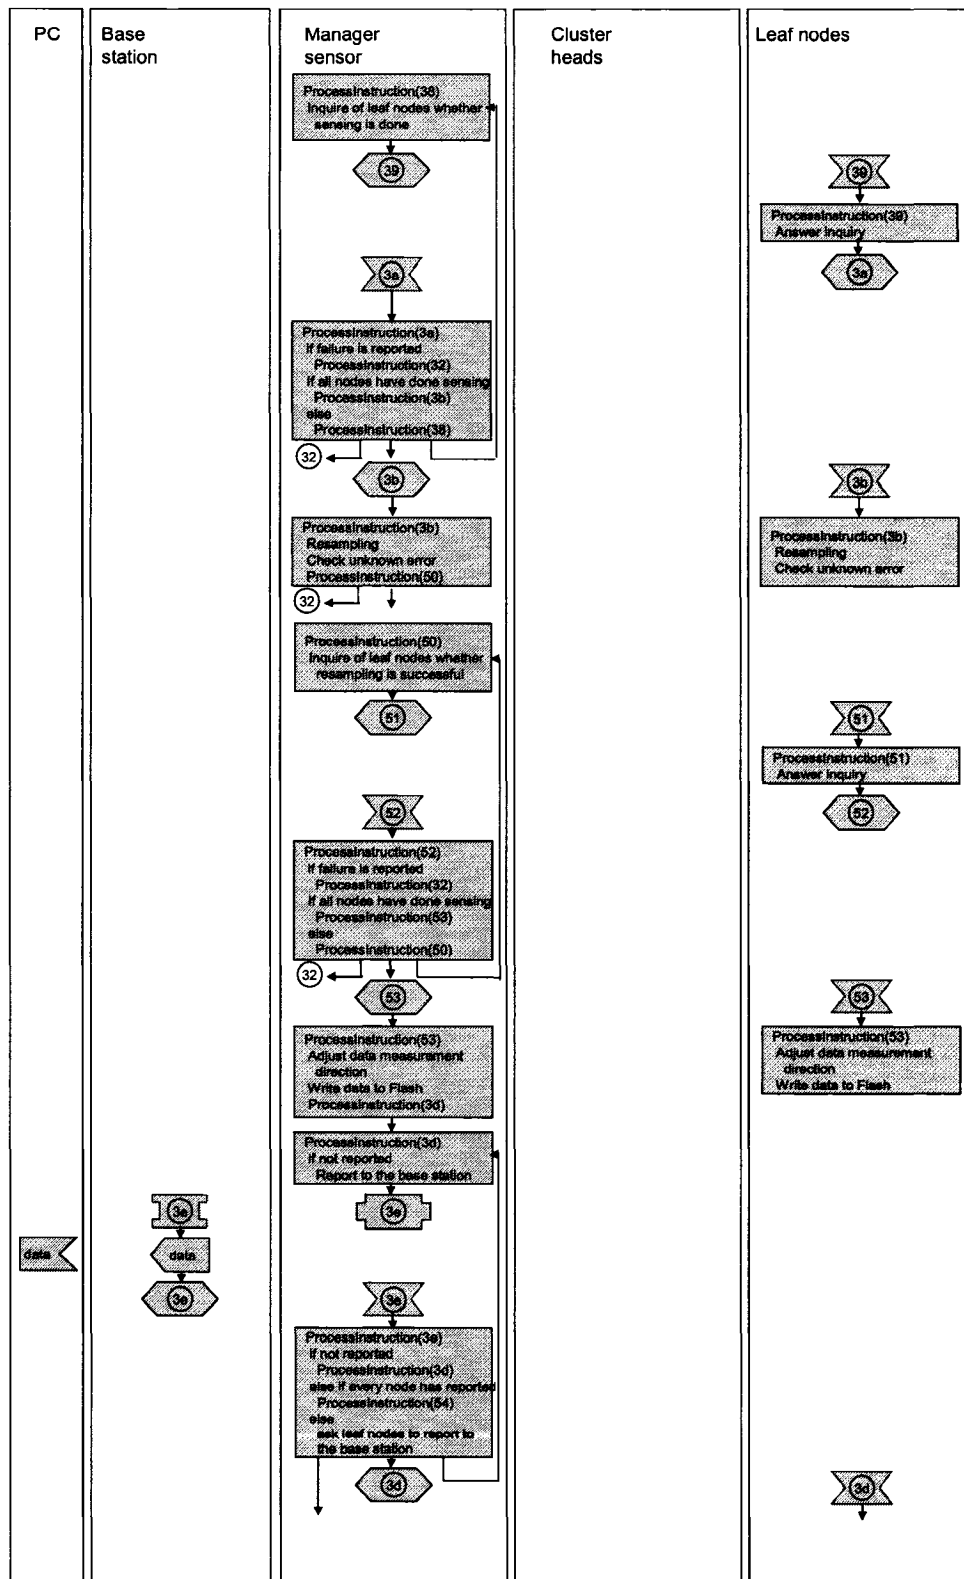 PC
Base
station
Manager
sensor
Cluster
heads
Leaf nodes
ProcessInstruction(38)
Inquire of leaf nodes whether
sensing is done
39
39
ProcessInstruction(39)
Answer inquiry
3a
3a
ProcessInstruction(3a)
If failure is reported
ProcessInstruction(32)
If all nodes have done sensing
ProcessInstruction(3b)
else
ProcessInstruction(38)
32
3b
3b
ProcessInstruction(3b)
Resampling
Check unknown error
ProcessInstruction(50)
32
ProcessInstruction(3b)
Resampling
Check unknown error
ProcessInstruction(50)
Inquire of leaf nodes whether
resampling is successful
51
51
ProcessInstruction(51)
Answer inquiry
52
52
ProcessInstruction(52)
If failure is reported
ProcessInstruction(32)
If all nodes have done sensing
ProcessInstruction(53)
else
ProcessInstruction(50)
32
53
53
ProcessInstruction(53)
Adjust data measurement
direction
Write data to Flash
ProcessInstruction(3d)
ProcessInstruction(53)
Adjust data measurement
direction
Write data to Flash
ProcessInstruction(3d)
If not reported
Report to the base station
3e
3e
data
data
3e
3e
ProcessInstruction(3e)
If not reported
ProcessInstruction(3d)
else if every node has reported
ProcessInstruction(54)
else
ask leaf nodes to report to
the base station
3d
3d